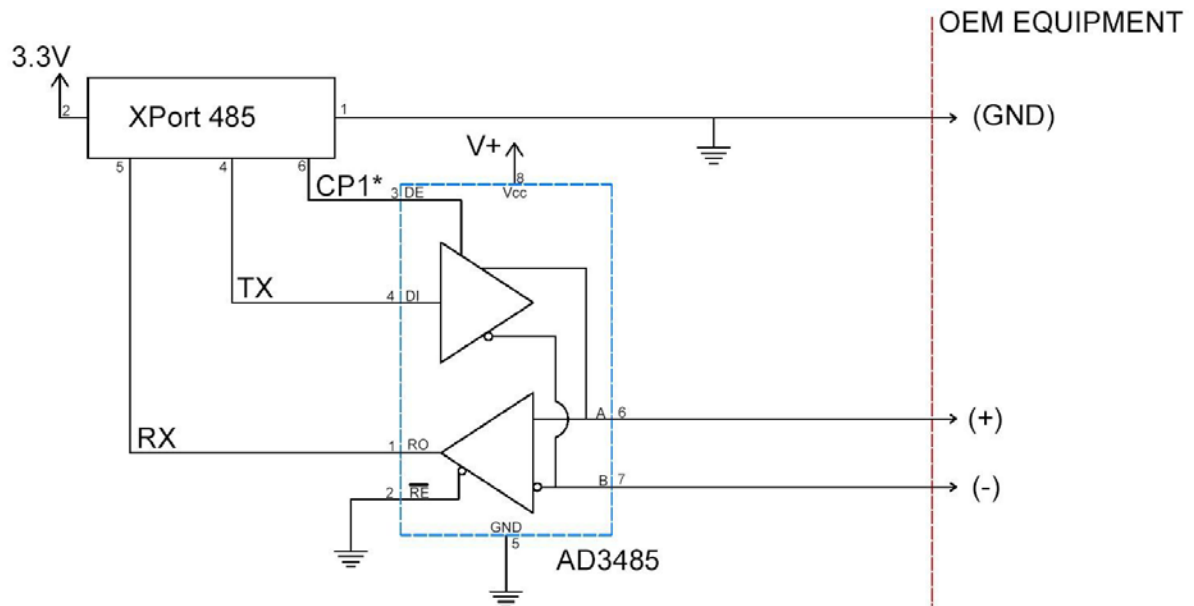 OEM EQUIPMENT
3.3V
2
XPort 485
1
(GND)
5
4
6
V+
8
Vcc
CP1*
3
DE
TX
4
DI
RX
1
RO
A
6
(+)
2
RE
B
7
(-)
GND
5
AD3485